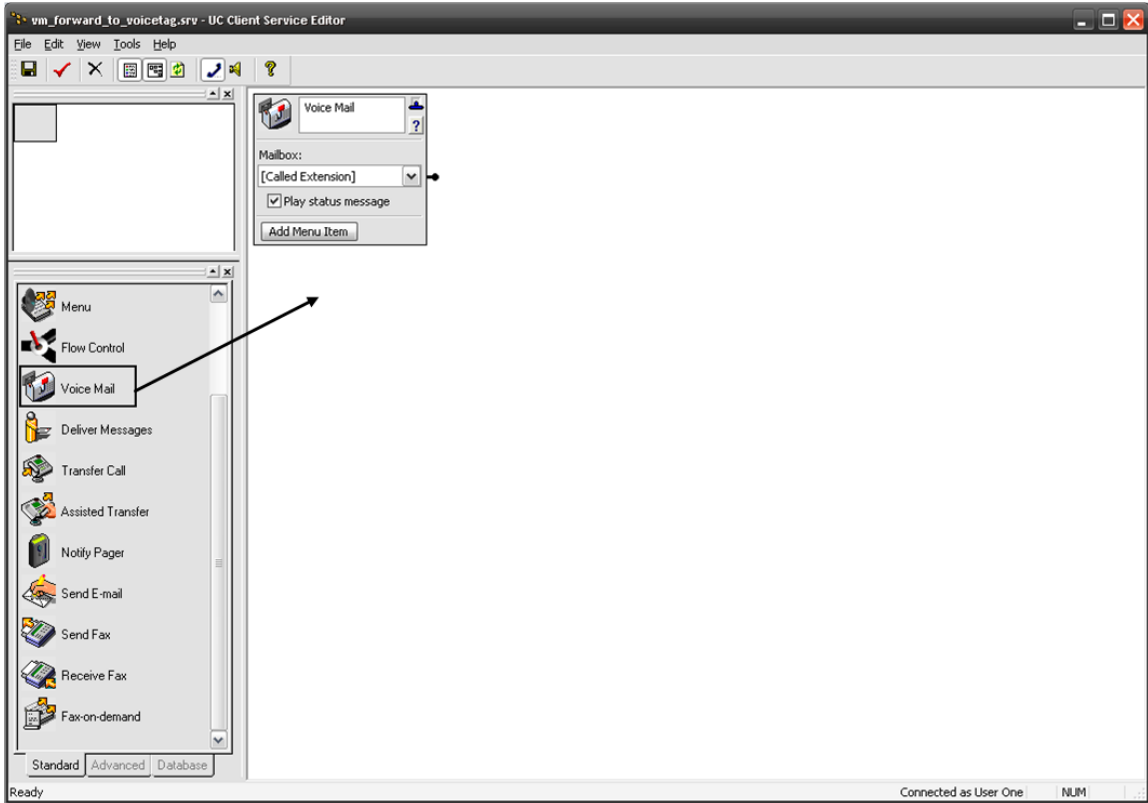 vm_forward_to_voicetag.srv - UC Client Service Editor
File Edit View Tools Help
Voice Mail
?
Mailbox:
[Called Extension]
Play status message
Add Menu Item
Menu
Flow Control
Voice Mail
Deliver Messages
Transfer Call
Assisted Transfer
Notify Pager
Send E-mail
Send Fax
Receive Fax
Fax-on-demand
Standard Advanced Database
Ready Connected as User One NUM